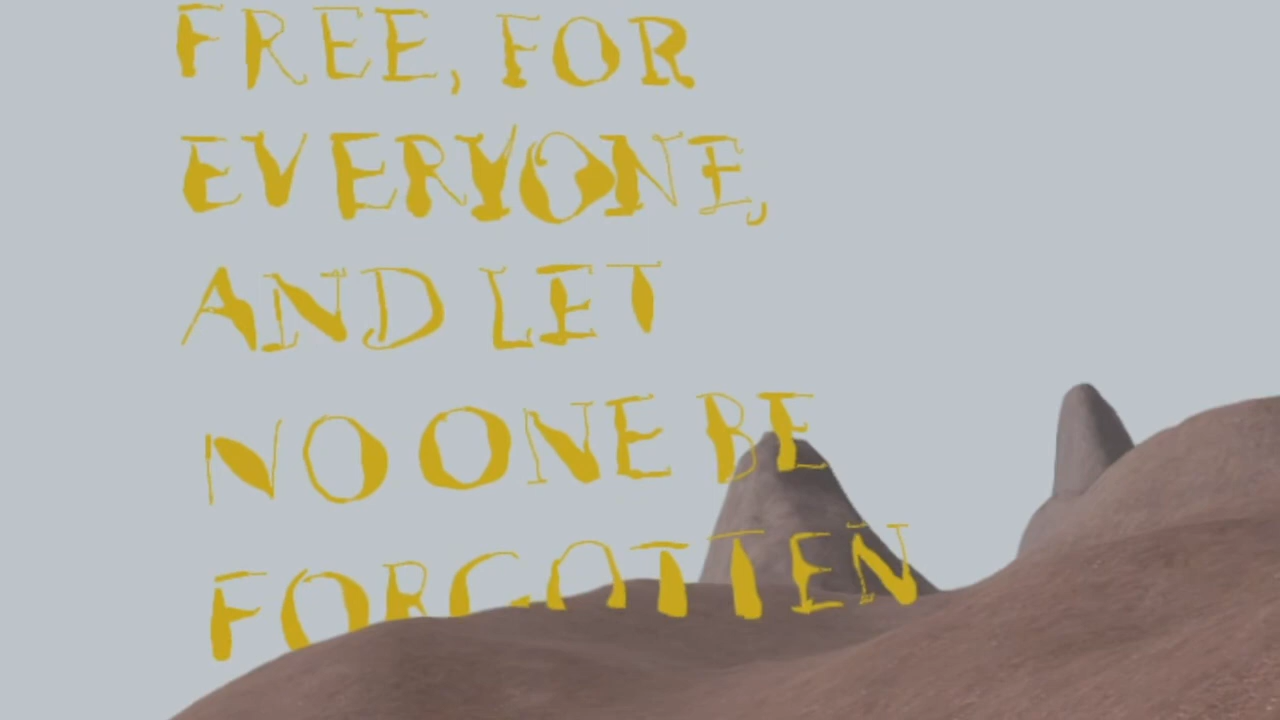 FREE, FOR
EVERYONE,
AND LET
NO ONE BE
FORGOTTEN